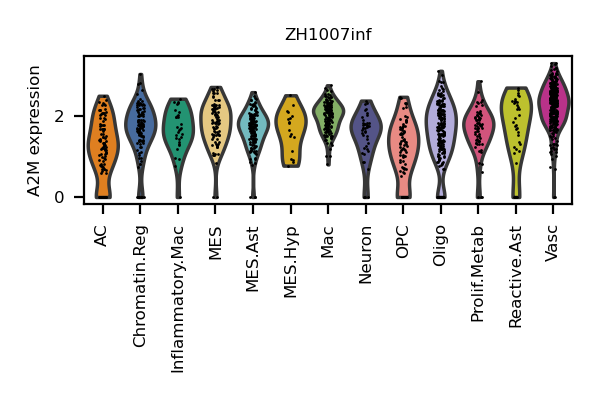 ZH1007inf
A2M expression
2
0
AC
Chromatin.Reg
Inflammatory.Mac
MES
MES.Ast
MES.Hyp
Mac
Neuron
OPC
Oligo
Prolif.Metab
Reactive.Ast
Vasc